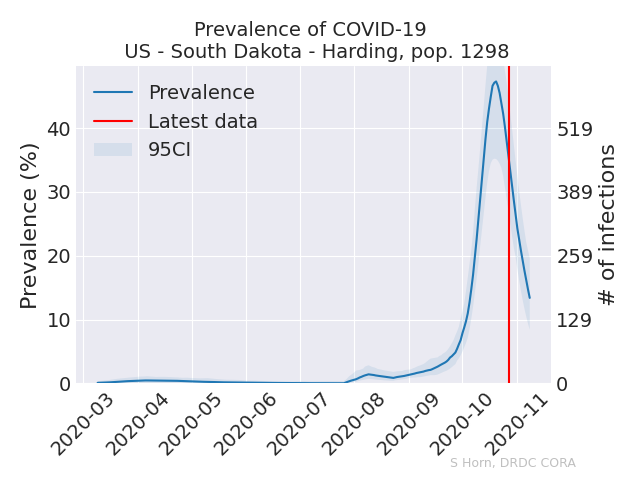 Prevalence of COVID-19
US - South Dakota - Harding, pop. 1298
Prevalence
Latest data
95CI
Prevalence (%)
40
30
20
10
0
519
389
259
129
0
# of infections
2020-03
2020-04
2020-05
2020-06
2020-07
2020-08
2020-09
2020-10
2020-11
S Horn, DRDC CORA